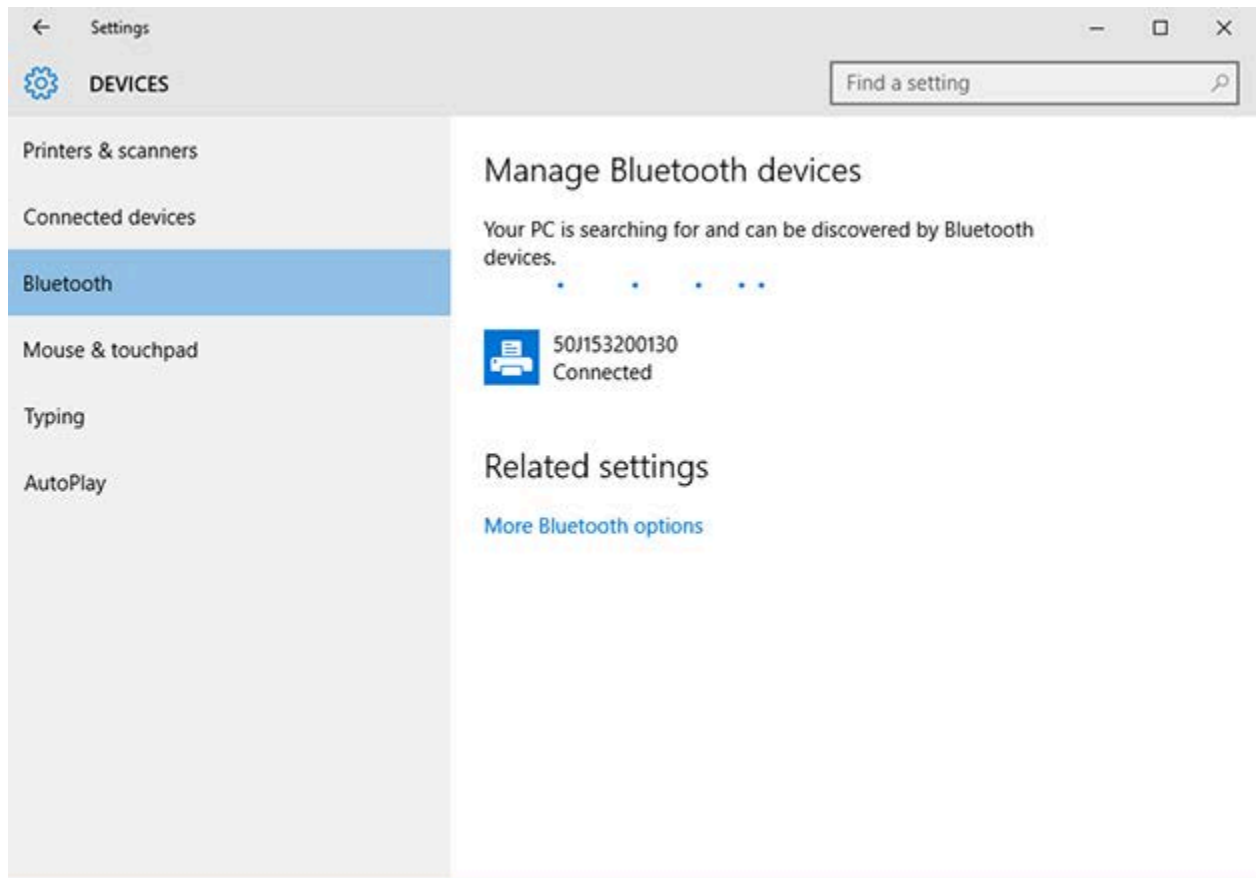 Settings
DEVICES
Find a setting
Printers & scanners
Connected devices
Bluetooth
Mouse & touchpad
Typing
AutoPlay
Manage Bluetooth devices
Your PC is searching for and can be discovered by Bluetooth
devices.
50J153200130
Connected
Related settings
More Bluetooth options